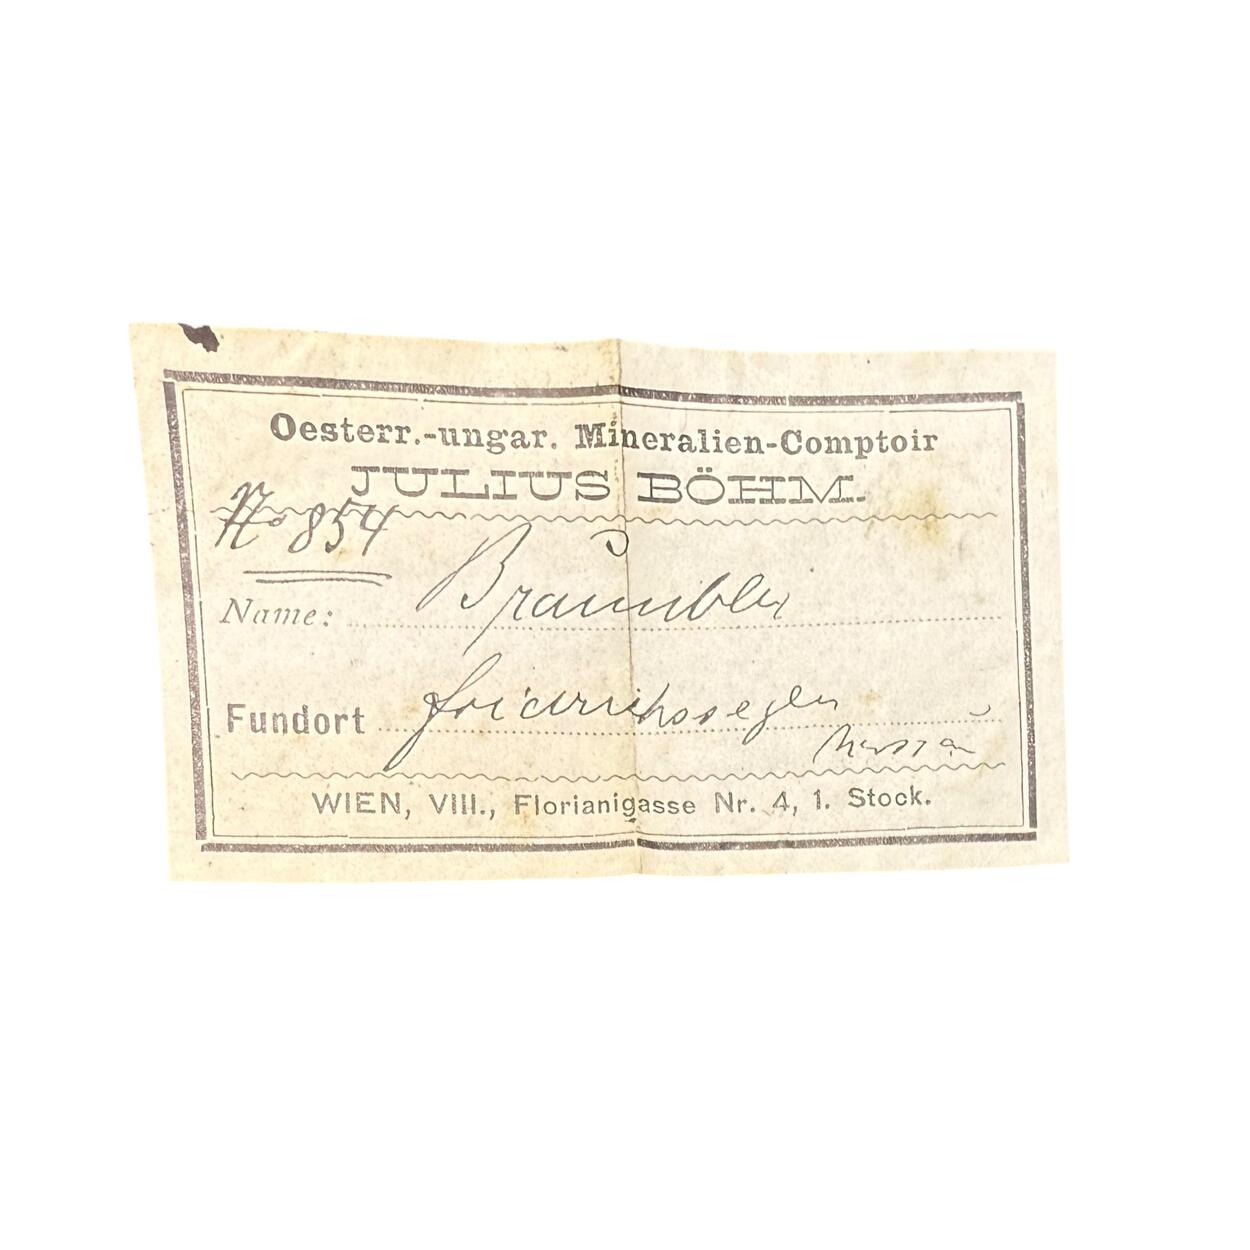 Oesterr.-ungar. Mineralien-Comptoir
JULIUS BÖHM.
No 854
Name: Braunblei
Fundort Friedrichssegen
Nassau
WIEN, VIII., Florianigasse Nr. 4, 1. Stock.